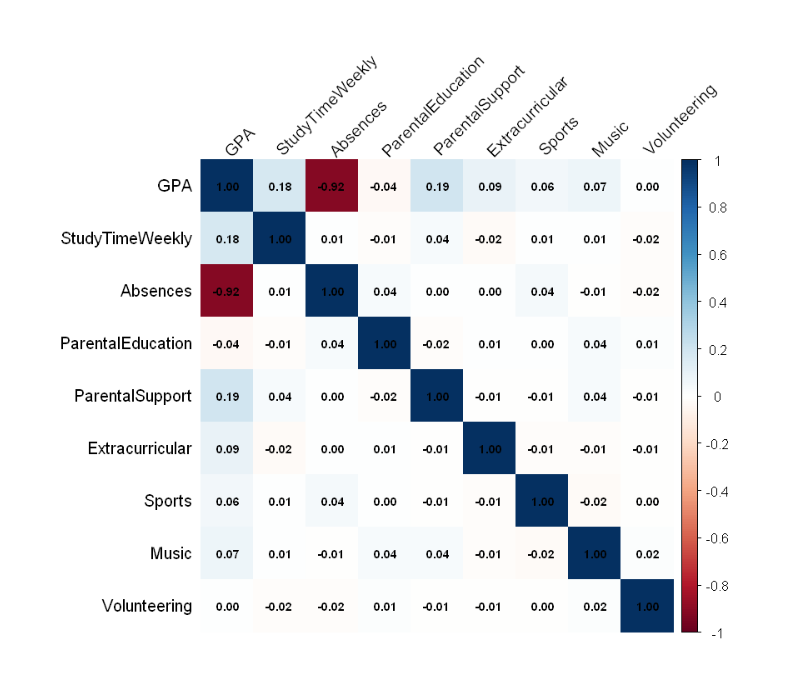 GPA StudyTimeWeekly Absences ParentalEducation ParentalSupport Extracurricular Sports Music Volunteering
GPA 1.00 0.18 -0.92 -0.04 0.19 0.09 0.06 0.07 0.00
StudyTimeWeekly 0.18 1.00 0.01 -0.01 0.04 -0.02 0.01 0.01 -0.02
Absences -0.92 0.01 1.00 0.04 0.00 0.00 0.04 -0.01 -0.02
ParentalEducation -0.04 -0.01 0.04 1.00 -0.02 0.01 0.00 0.04 0.01
ParentalSupport 0.19 0.04 0.00 -0.02 1.00 -0.01 -0.01 0.04 -0.01
Extracurricular 0.09 -0.02 0.00 0.01 -0.01 1.00 -0.01 -0.01 -0.01
Sports 0.06 0.01 0.04 0.00 -0.01 -0.01 1.00 -0.02 0.00
Music 0.07 0.01 -0.01 0.04 0.04 -0.01 -0.02 1.00 0.02
Volunteering 0.00 -0.02 -0.02 0.01 -0.01 -0.01 0.00 0.02 1.00
1
0.8
0.6
0.4
0.2
0
-0.2
-0.4
-0.6
-0.8
-1